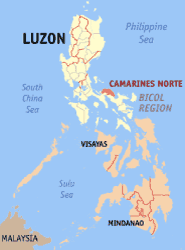 Philippine
Sea
LUZON
CAMARINES NORTE
South
China
Sea
BICOL
REGION
VISAYAS
Sulu
Sea
MINDANAO
MALAYSIA